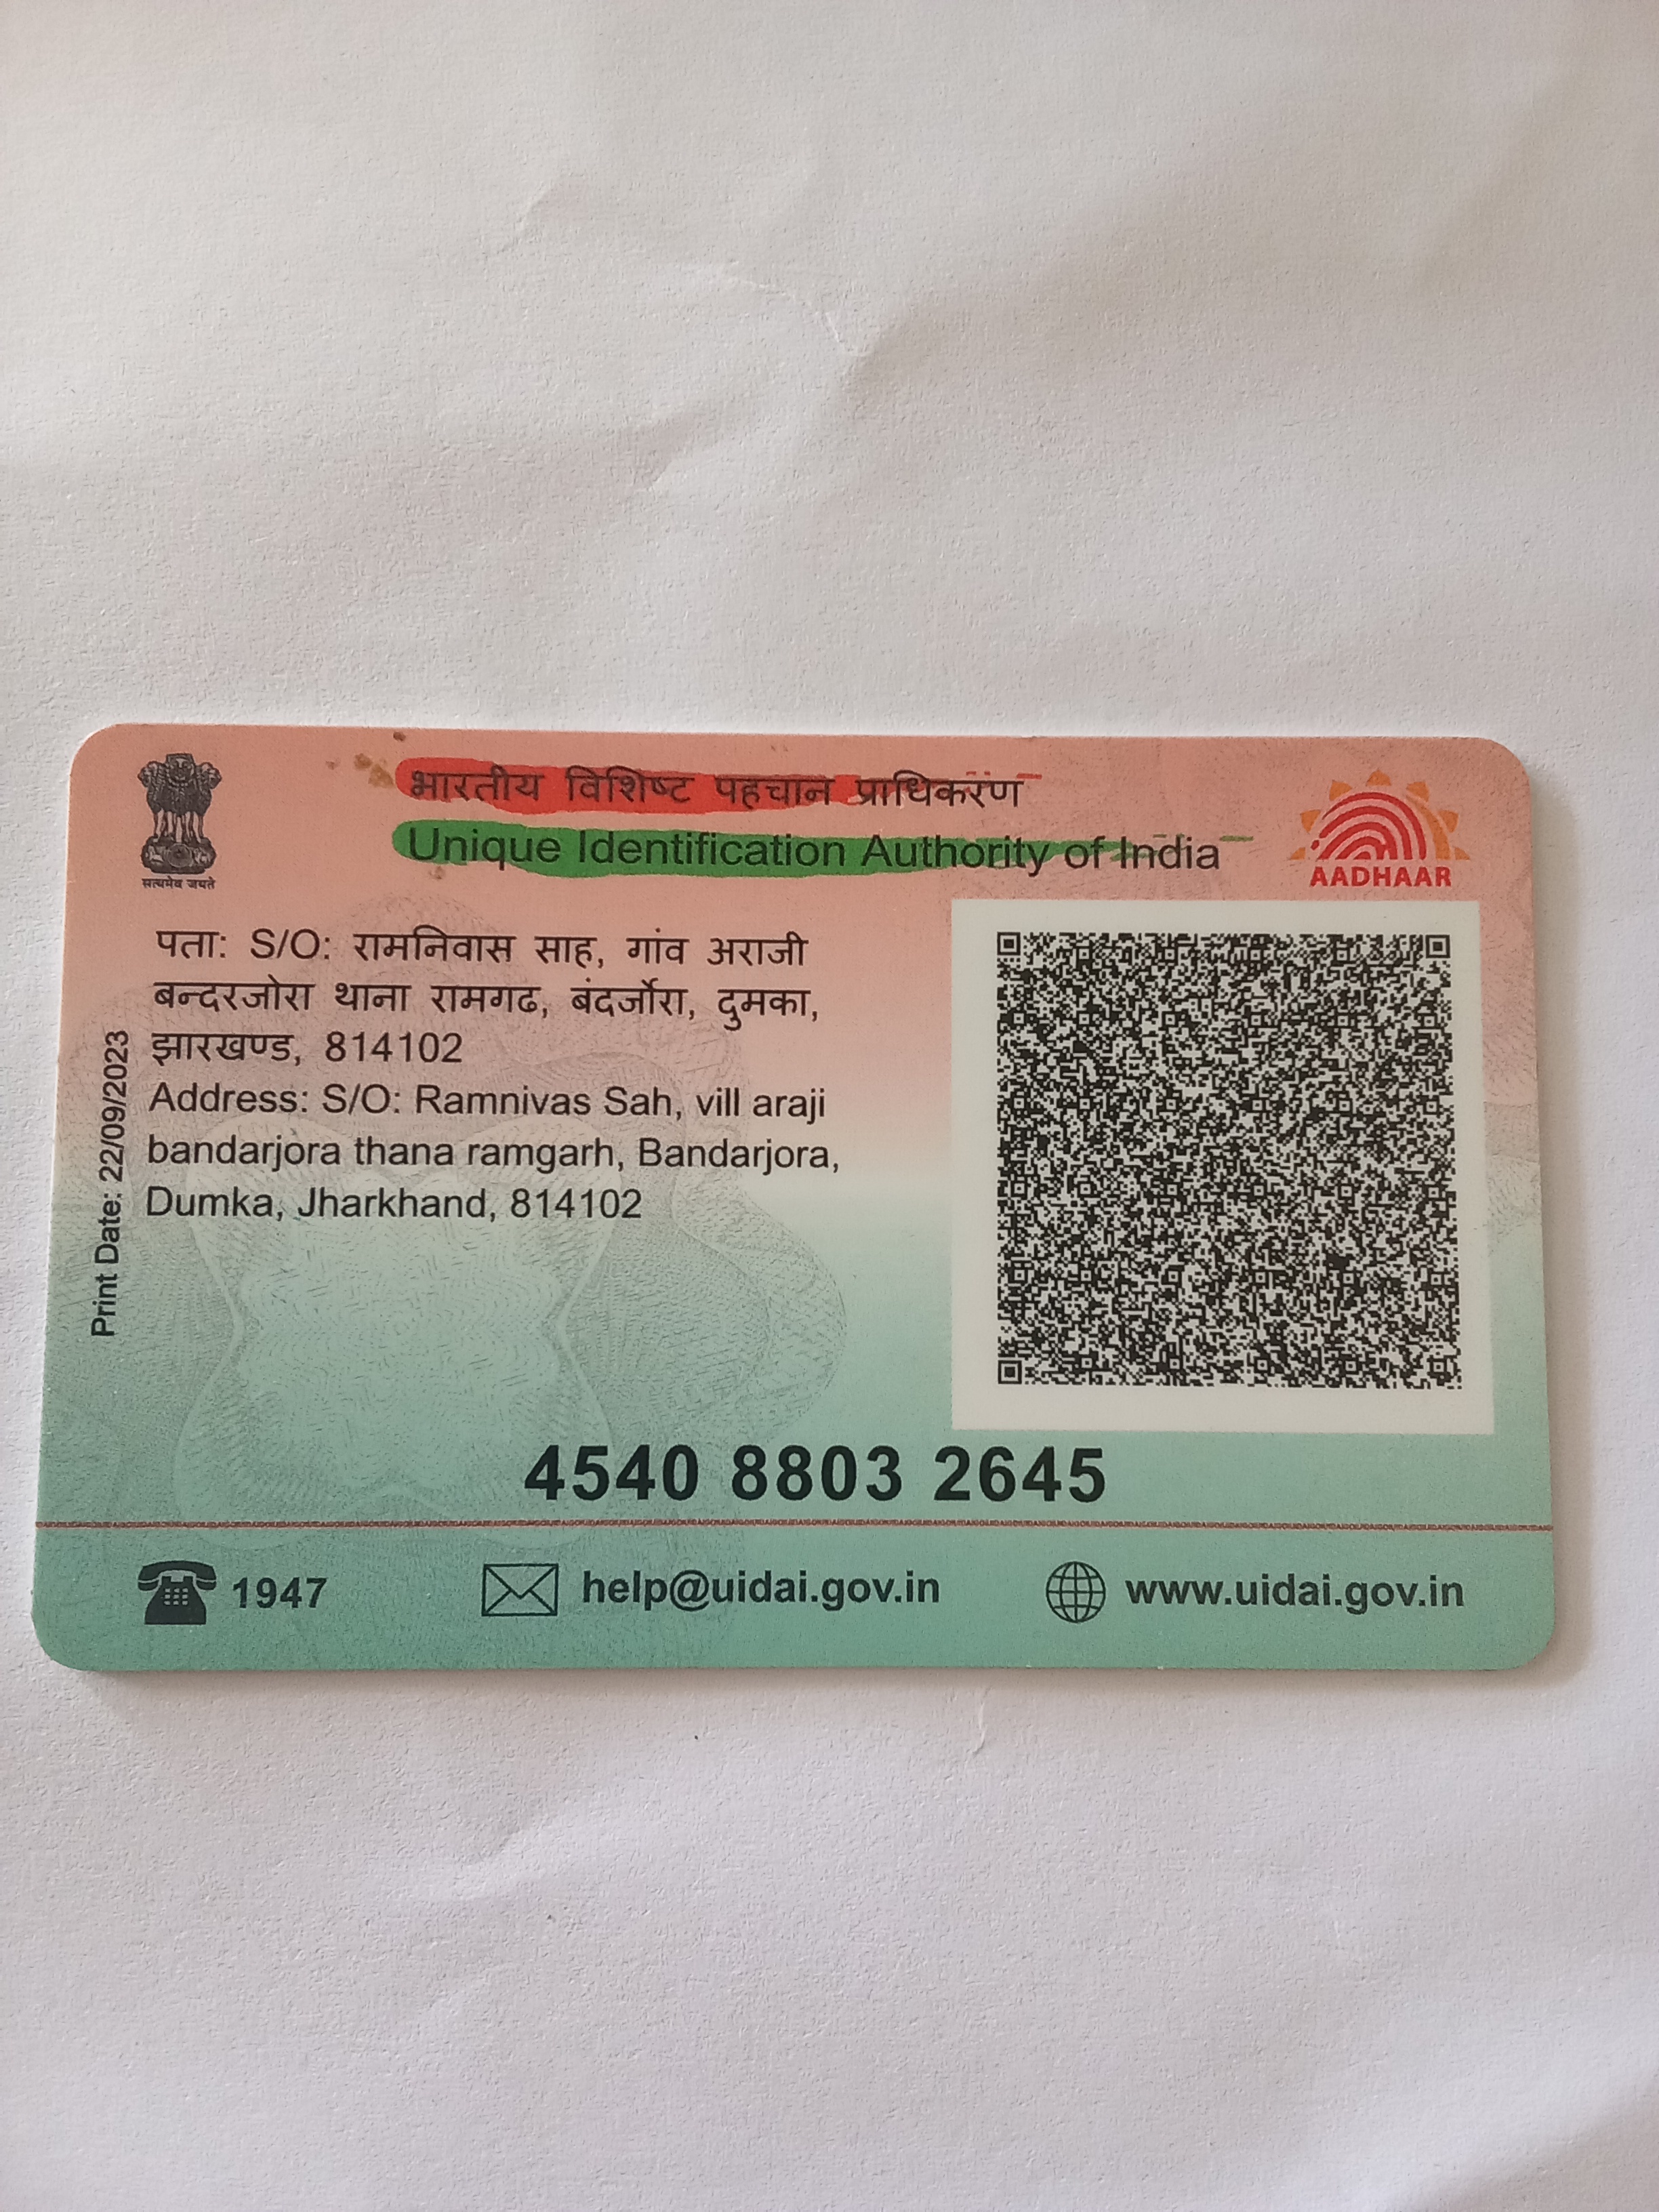 सत्यमेव जयते
भारतीय विशिष्ट पहचान प्राधिकरण
Unique Identification Authority of India
AADHAAR
पता: S/O: रामनिवास साह, गांव अराजी
बन्दरजोरा थाना रामगढ, बंदर्जोरा, दुमका,
झारखण्ड, 814102
Address: S/O: Ramnivas Sah, vill araji
bandarjora thana ramgarh, Bandarjora,
Dumka, Jharkhand, 814102
Print Date: 22/09/2023
4540 8803 2645
1947
help@uidai.gov.in
www.uidai.gov.in